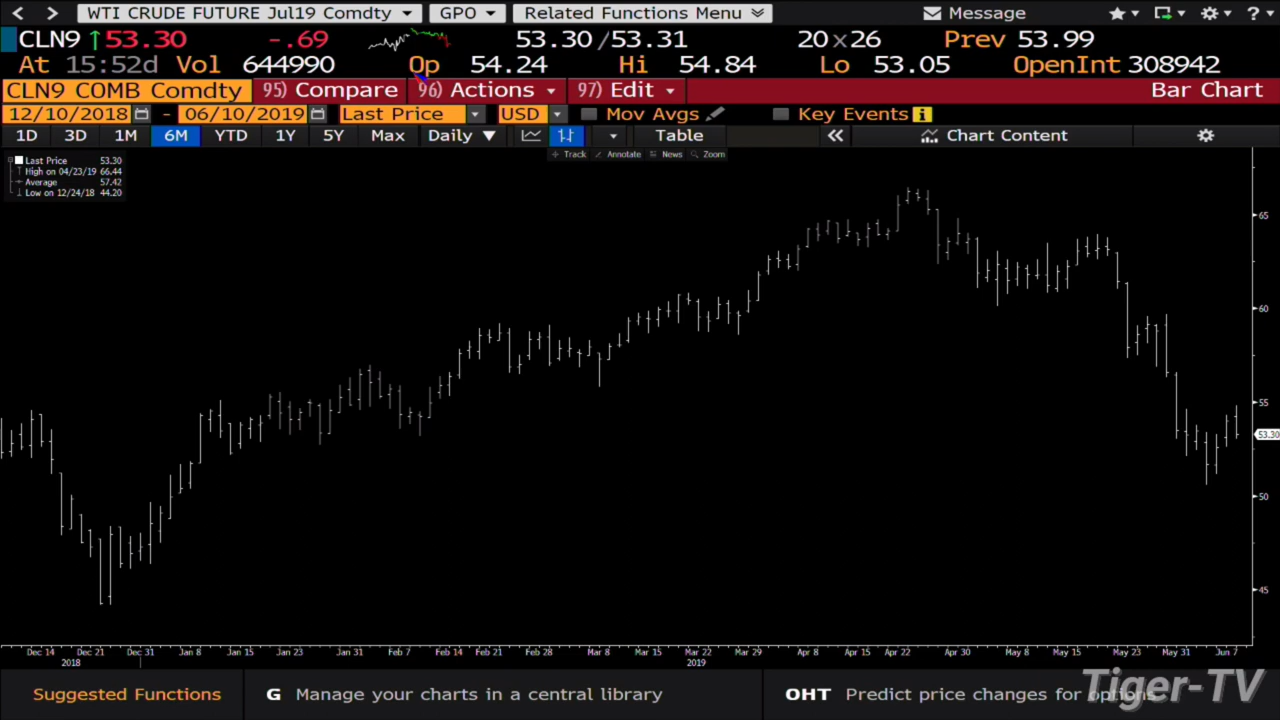 WTI CRUDE FUTURE Jul19 Comdty GPO Related Functions Menu Message ?
CLN9 ↑53.30 -.69 53.30/53.31 20×26 Prev 53.99
At 15:52d Vol 644990 Op 54.24 Hi 54.84 Lo 53.05 OpenInt 308942
CLN9 COMB Comdty 95) Compare 96) Actions 97) Edit Bar Chart
12/10/2018 - 06/10/2019 Last Price USD Mov Avgs Key Events i
1D 3D 1M 6M YTD 1Y 5Y Max Daily ▼ Table « Chart Content
Track Annotate News Zoom
Last Price 53.30
High on 04/23/19 66.44
Average 57.42
Low on 12/24/18 44.20
65
60
55
53.30
50
45
Dec 14 Dec 21 Dec 31 Jan 8 Jan 15 Jan 23 Jan 31 Feb 7 Feb 14 Feb 21 Feb 28 Mar 8 Mar 15 Mar 22 Mar 29 Apr 8 Apr 15 Apr 22 Apr 30 May 8 May 15 May 23 May 31 Jun 7
2018 2019
Suggested Functions G Manage your charts in a central library OHT Predict price changes for options
Tiger-TV